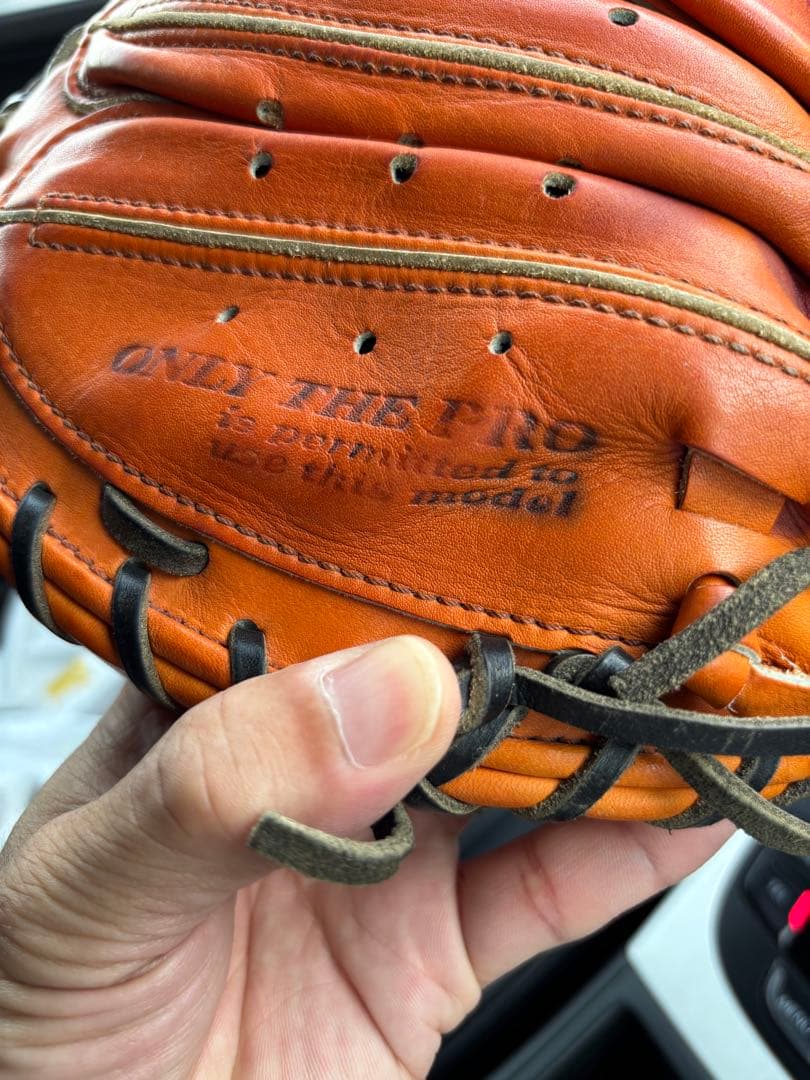 ONLY THE PRO
is permitted to
use this model